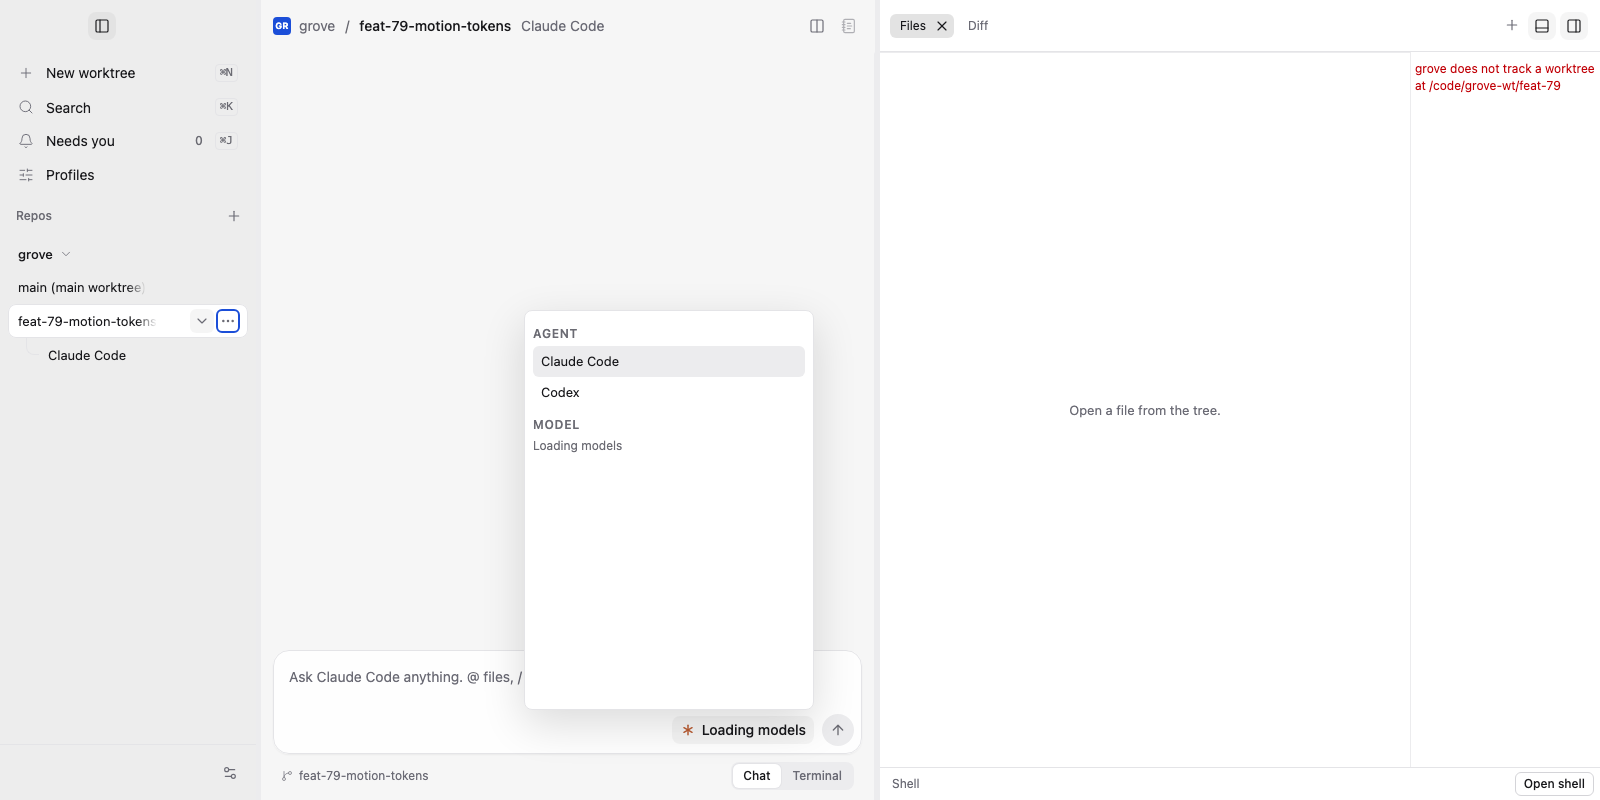 New worktree
⌘N
Search
⌘K
Needs you
0
⌘J
Profiles
Repos
grove
main (main worktree)
feat-79-motion-tokens
Claude Code
GR
grove / feat-79-motion-tokens Claude Code
AGENT
Claude Code
Codex
MODEL
Loading models
Ask Claude Code anything. @ files, /
Loading models
feat-79-motion-tokens
Chat
Terminal
Files
Diff
Open a file from the tree.
grove does not track a worktree
at /code/grove-wt/feat-79
Shell
Open shell